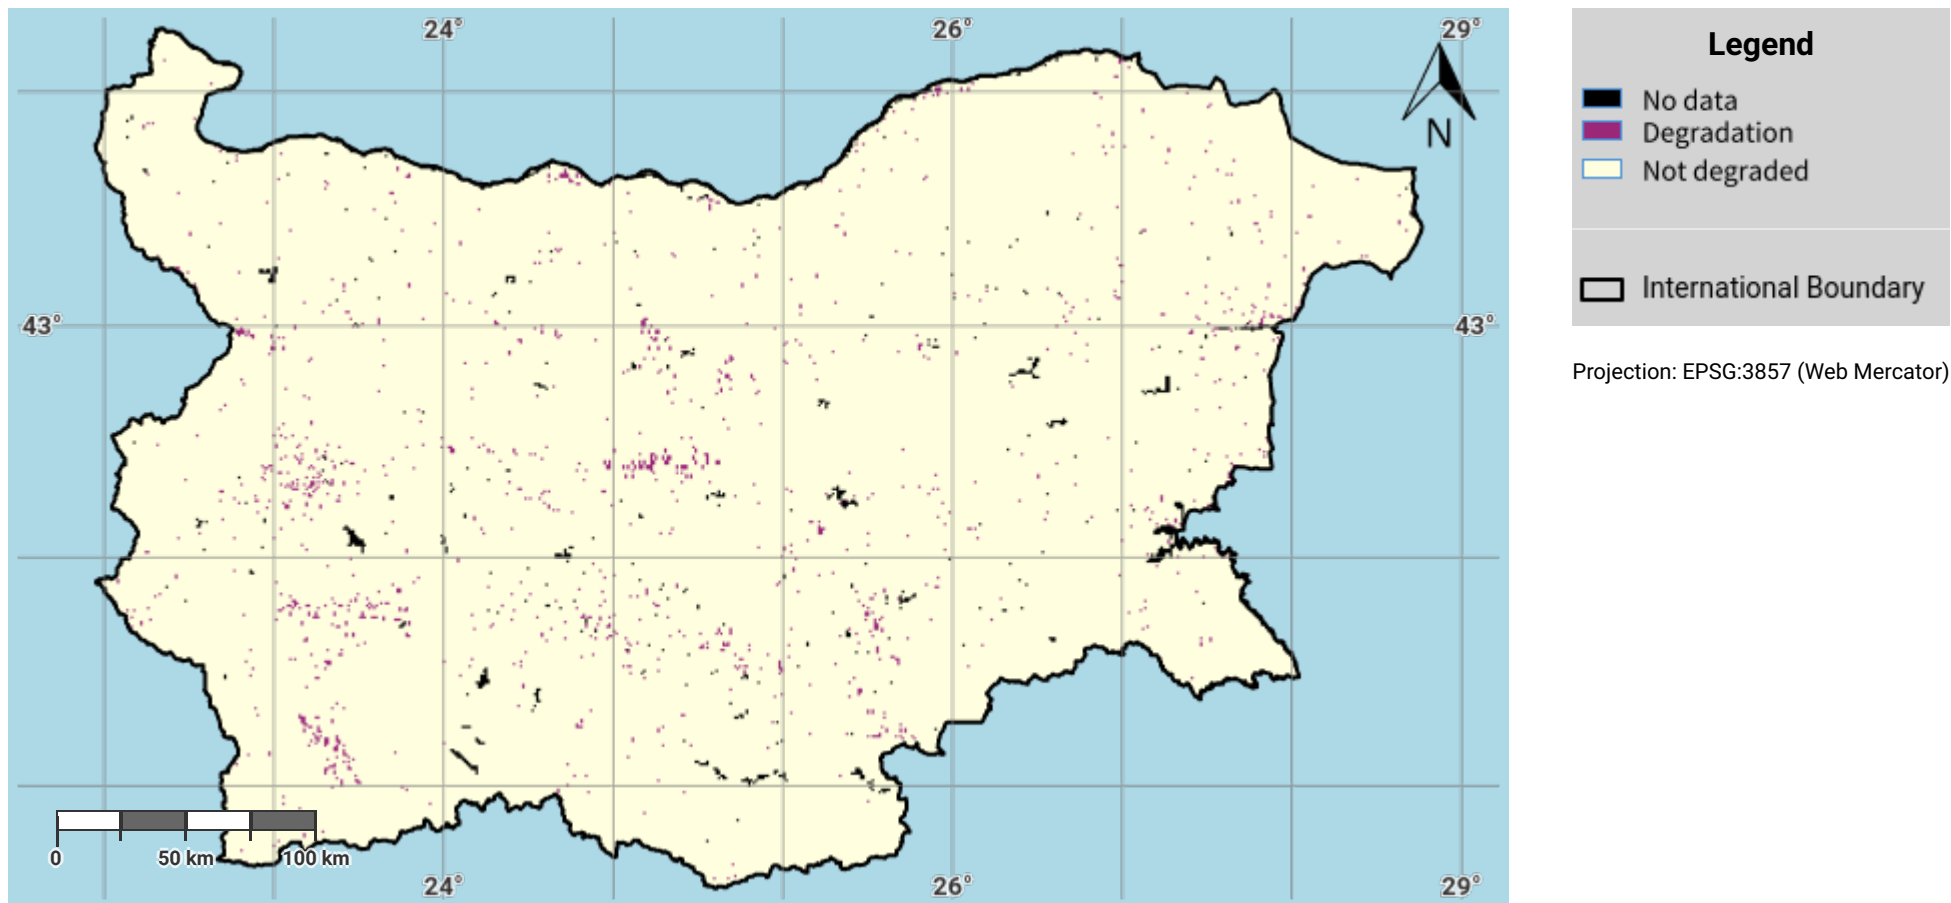 24° 26° 29°
N
43° 43°
0 50 km 100 km
24° 26° 29°
Legend
No data
Degradation
Not degraded
International Boundary
Projection: EPSG:3857 (Web Mercator)